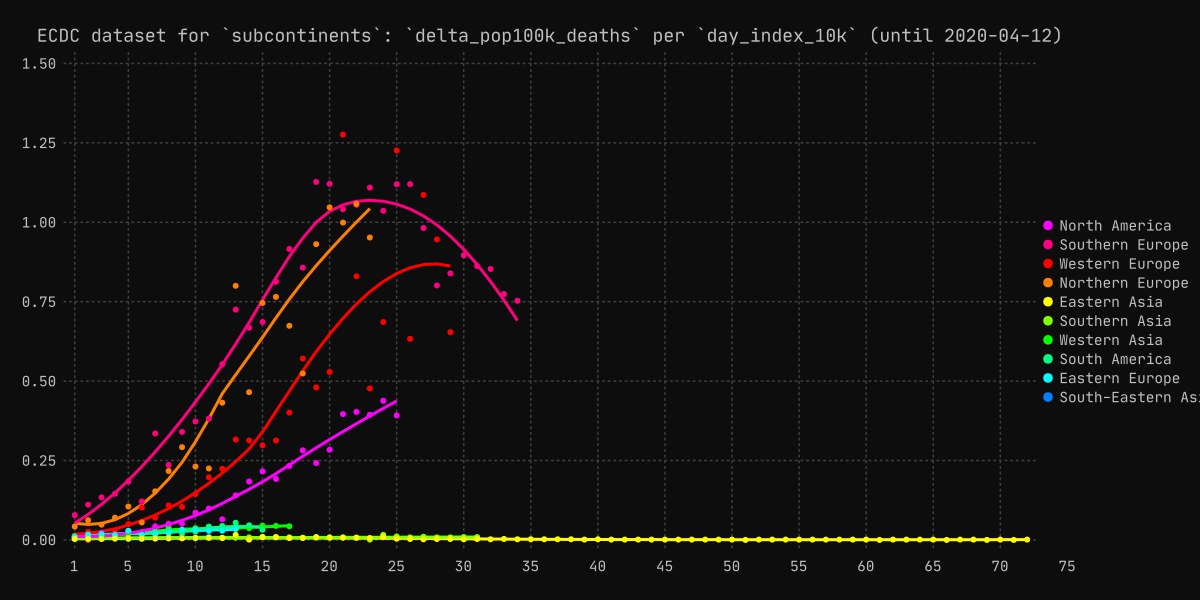 ECDC dataset for `subcontinents`: `delta_pop100k_deaths` per `day_index_10k` (until 2020-04-12)
1.50
1.25
1.00
0.75
0.50
0.25
0.00
1 5 10 15 20 25 30 35 40 45 50 55 60 65 70 75
North America
Southern Europe
Western Europe
Northern Europe
Eastern Asia
Southern Asia
Western Asia
South America
Eastern Europe
South-Eastern As